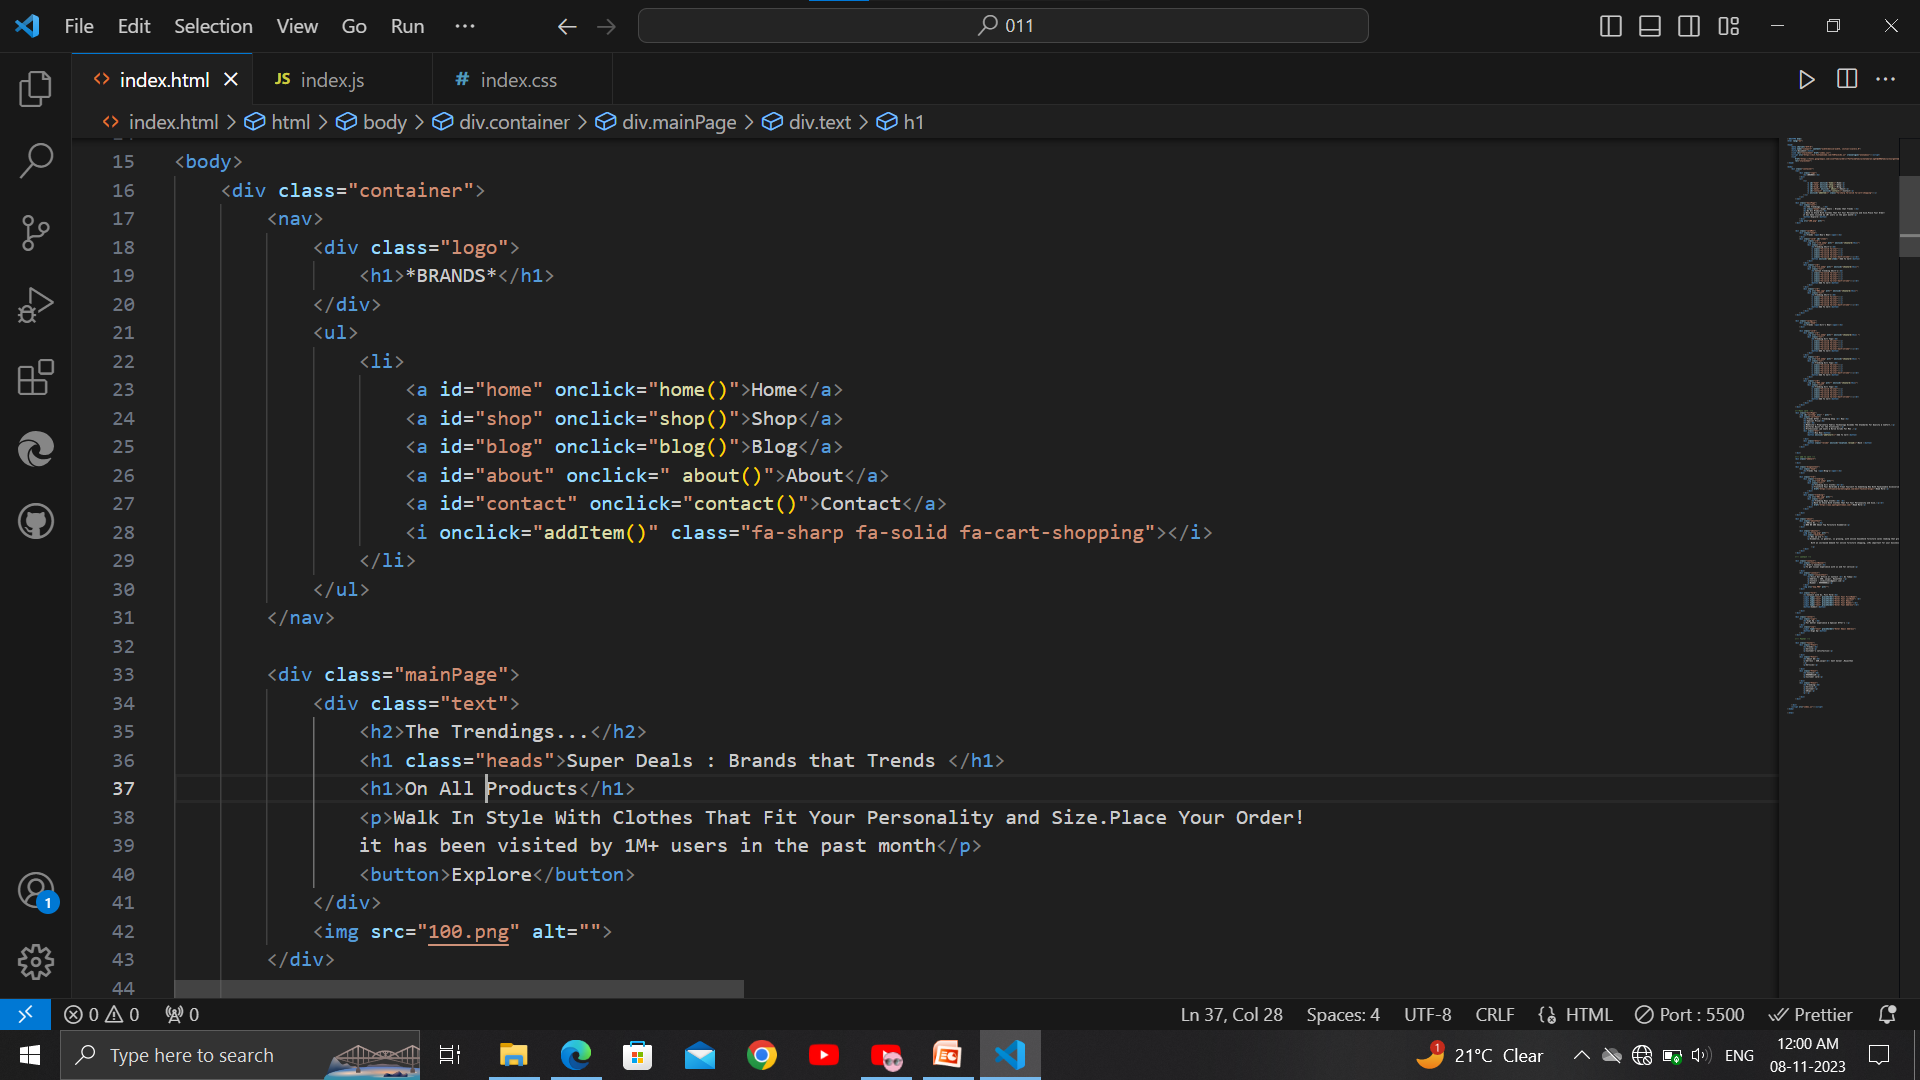 File Edit Selection View Go Run ··· 011
index.html JS index.js # index.css
index.html > html > body > div.container > div.mainPage > div.text > h1
15 <body>
16 <div class="container">
17 <nav>
18 <div class="logo">
19 <h1>*BRANDS*</h1>
20 </div>
21 <ul>
22 <li>
23 <a id="home" onclick="home()">Home</a>
24 <a id="shop" onclick="shop()">Shop</a>
25 <a id="blog" onclick="blog()">Blog</a>
26 <a id="about" onclick=" about()">About</a>
27 <a id="contact" onclick="contact()">Contact</a>
28 <i onclick="addItem()" class="fa-sharp fa-solid fa-cart-shopping"></i>
29 </li>
30 </ul>
31 </nav>
32
33 <div class="mainPage">
34 <div class="text">
35 <h2>The Trendings...</h2>
36 <h1 class="heads">Super Deals : Brands that Trends </h1>
37 <h1>On All Products</h1>
38 <p>Walk In Style With Clothes That Fit Your Personality and Size.Place Your Order!
39 it has been visited by 1M+ users in the past month</p>
40 <button>Explore</button>
41 </div>
42 <img src="100.png" alt="">
43 </div>
44
1
0 0 0 Ln 37, Col 28 Spaces: 4 UTF-8 CRLF HTML Port : 5500 Prettier
Type here to search 1 21°C Clear ENG 12:00 AM
08-11-2023